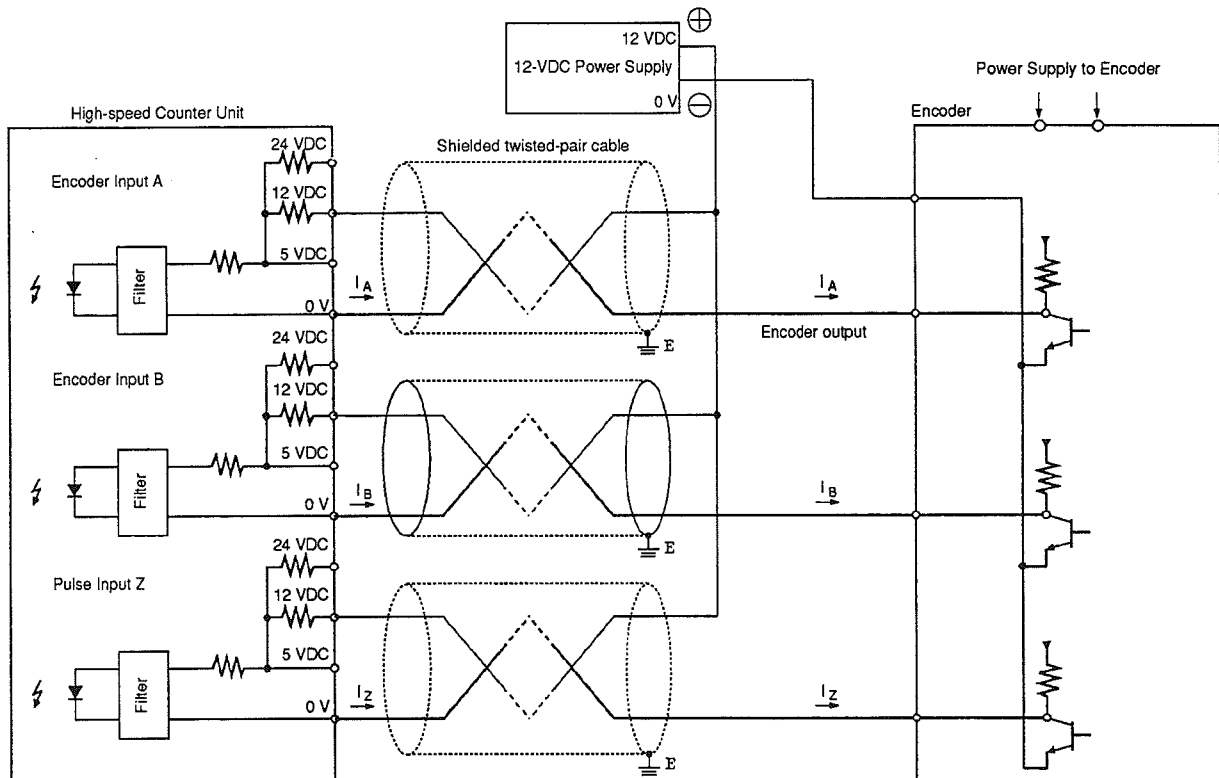 12 VDC
12-VDC Power Supply
0 V
Power Supply to Encoder
High-speed Counter Unit
Encoder
24 VDC
Shielded twisted-pair cable
Encoder Input A
12 VDC
5 VDC
Filter
0 V
I A
I A
Encoder output
E
24 VDC
Encoder Input B
12 VDC
5 VDC
Filter
0 V
I B
I B
E
24 VDC
Pulse Input Z
12 VDC
5 VDC
Filter
0 V
I Z
I Z
E